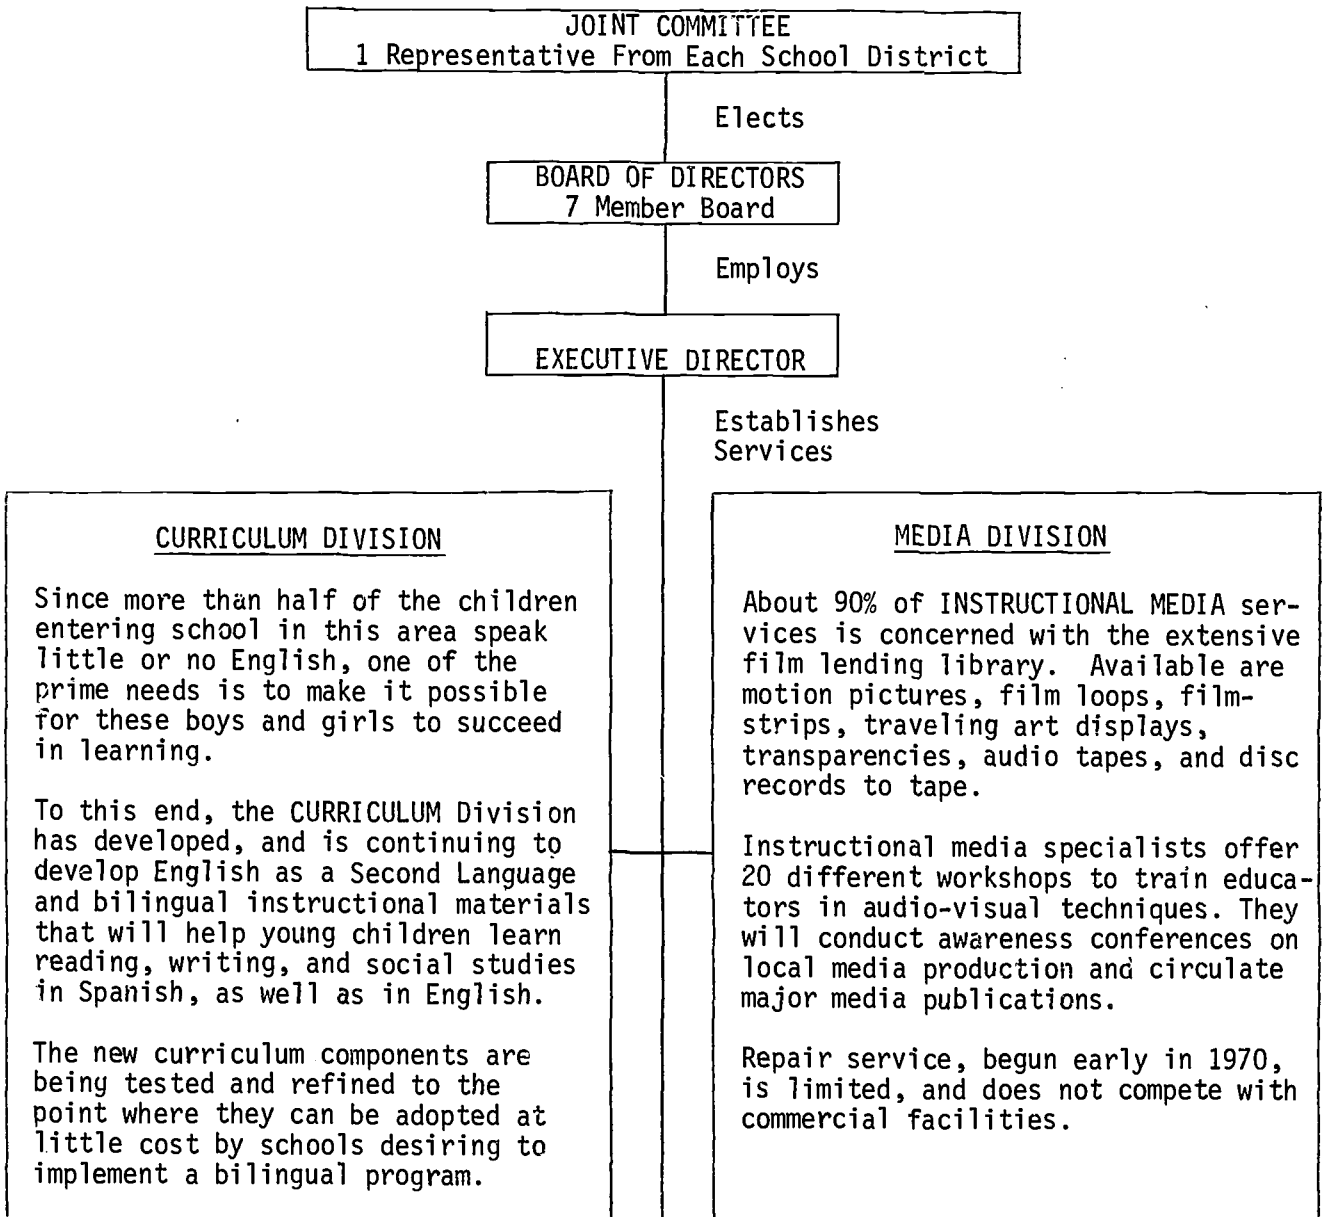 JOINT COMMITTEE
1 Representative From Each School District
Elects
BOARD OF DIRECTORS
7 Member Board
Employs
EXECUTIVE DIRECTOR
Establishes
Services
CURRICULUM DIVISION
Since more than half of the children
entering school in this area speak
little or no English, one of the
prime needs is to make it possible
for these boys and girls to succeed
in learning.
To this end, the CURRICULUM Division
has developed, and is continuing to
develop English as a Second Language
and bilingual instructional materials
that will help young children learn
reading, writing, and social studies
in Spanish, as well as in English.
The new curriculum components are
being tested and refined to the
point where they can be adopted at
little cost by schools desiring to
implement a bilingual program.
MEDIA DIVISION
About 90% of INSTRUCTIONAL MEDIA ser-
vices is concerned with the extensive
film lending library. Available are
motion pictures, film loops, film-
strips, traveling art displays,
transparencies, audio tapes, and disc
records to tape.
Instructional media specialists offer
20 different workshops to train educa-
tors in audio-visual techniques. They
will conduct awareness conferences on
local media production and circulate
major media publications.
Repair service, begun early in 1970,
is limited, and does not compete with
commercial facilities.